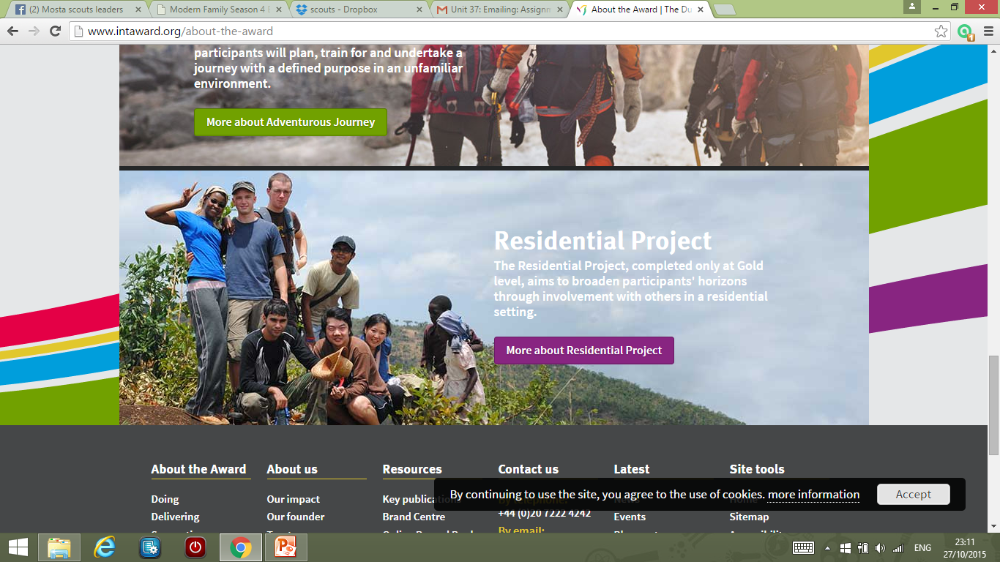 (2) Mosta scouts leaders
Modern Family Season 4 E
scouts - Dropbox
Unit 37: Emailing: Assignm
About the Award | The Du
www.intaward.org/about-the-award
participants will plan, train for and undertake a
journey with a defined purpose in an unfamiliar
environment.
More about Adventurous Journey
Residential Project
The Residential Project, completed only at Gold
level, aims to broaden participants' horizons
through involvement with others in a residential
setting.
More about Residential Project
About the Award
About us
Resources
Contact us
Latest
Site tools
By continuing to use the site, you agree to the use of cookies. more information
Accept
Doing
Our impact
Key publications
By telephone:
News
Home
Delivering
Our founder
Brand Centre
+44 (0)20 7222 4242
Events
Sitemap
By email:
ENG
23:11
27/10/2015